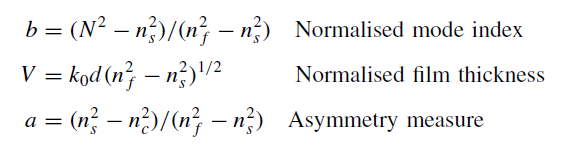 b = (N² − n_s²)/(n_f² − n_s²) Normalised mode index
V = k₀d(n_f² − n_s²)^{1/2} Normalised film thickness
a = (n_s² − n_c²)/(n_f² − n_s²) Asymmetry measure